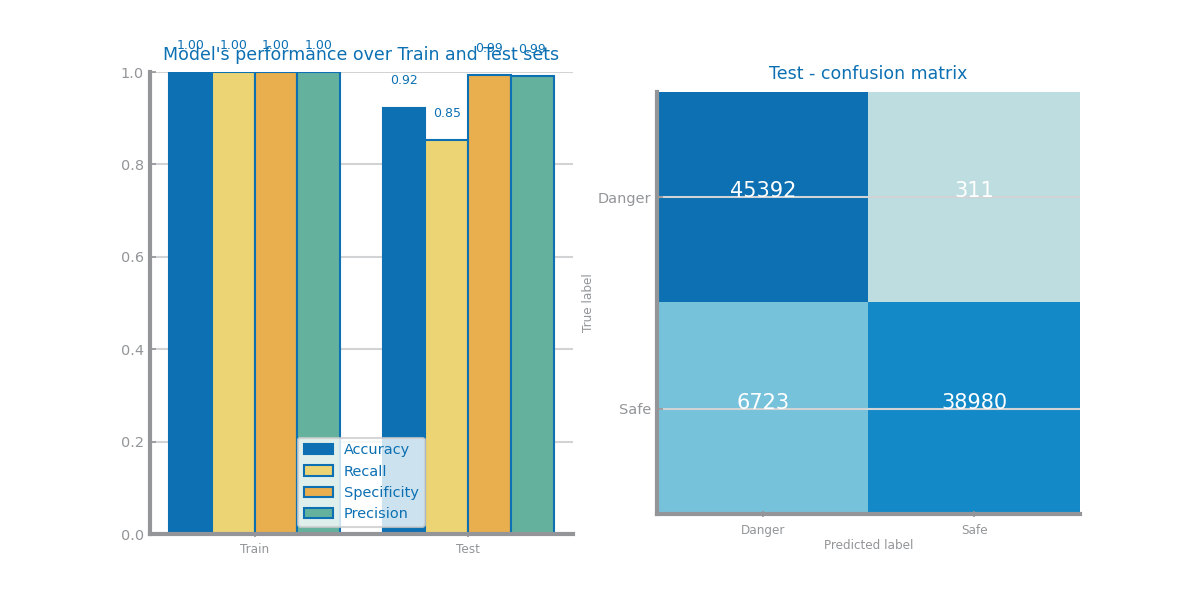 Model's performance over Train and Test sets
1.00 1.00 1.00 1.00 0.92 0.85 0.99 0.99
1.0
0.8
0.6
0.4
0.2
0.0
Accuracy
Recall
Specificity
Precision
Train Test
Test - confusion matrix
True label
Danger 45392 311
Safe 6723 38980
Danger Safe
Predicted label